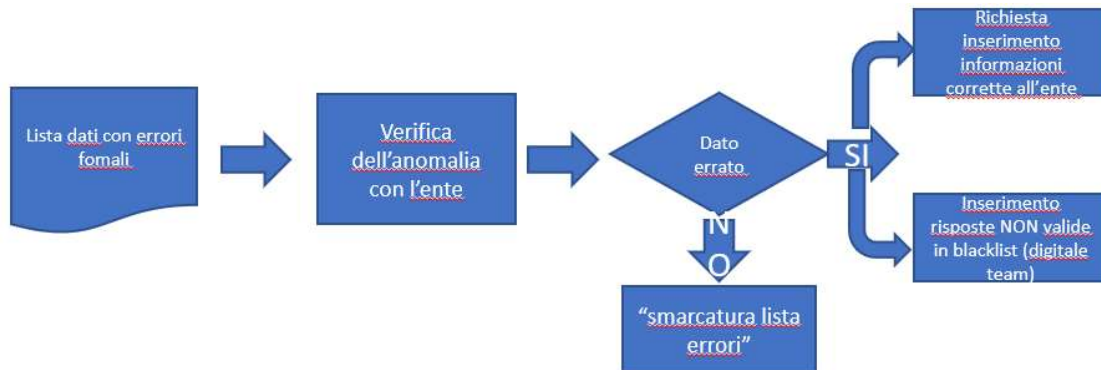 Lista dati con errori
fomali
Verifica
dell'anomalia
con l'ente
Dato
errato
SI
Richiesta
inserimento
informazioni
corrette all'ente
Inserimento
risposte NON valide
in blacklist (digitale
team)
N
O
“smarcatura lista
errori”